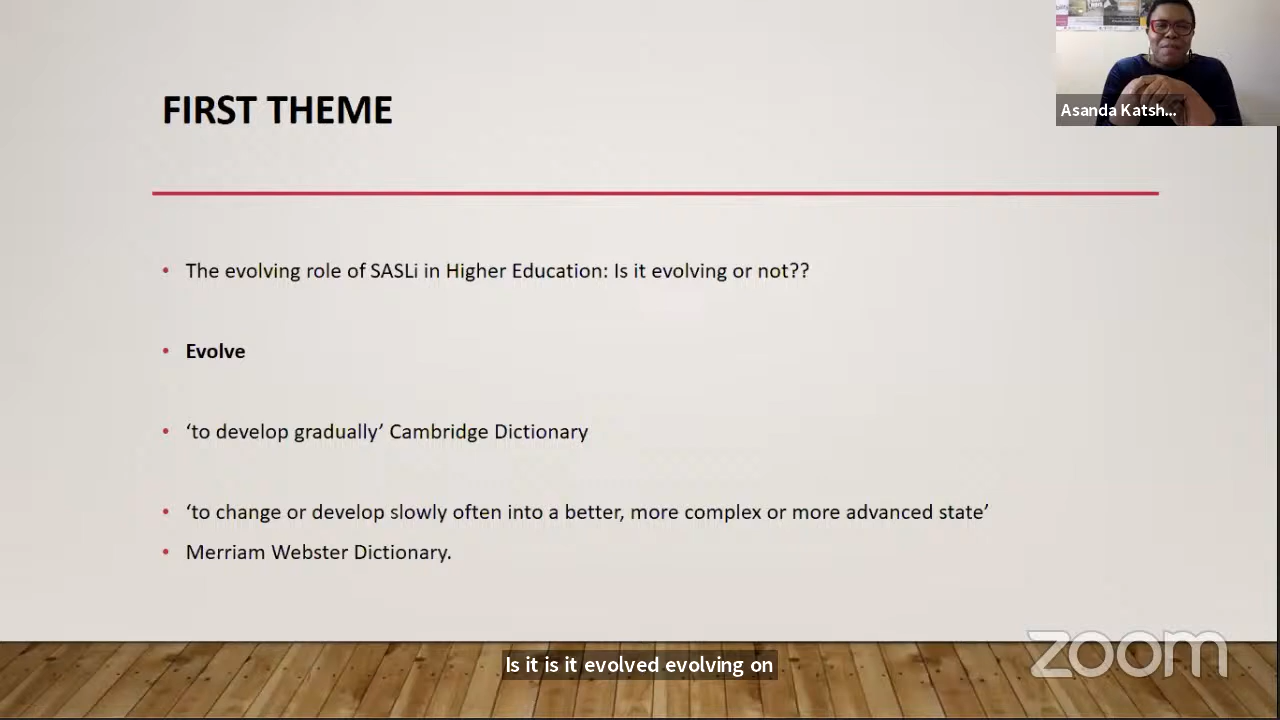 FIRST THEME
Asanda Katsh...
• The evolving role of SASLi in Higher Education: Is it evolving or not??
• Evolve
• ‘to develop gradually’ Cambridge Dictionary
• ‘to change or develop slowly often into a better, more complex or more advanced state’
• Merriam Webster Dictionary.
zoom
Is it is it evolved evolving on